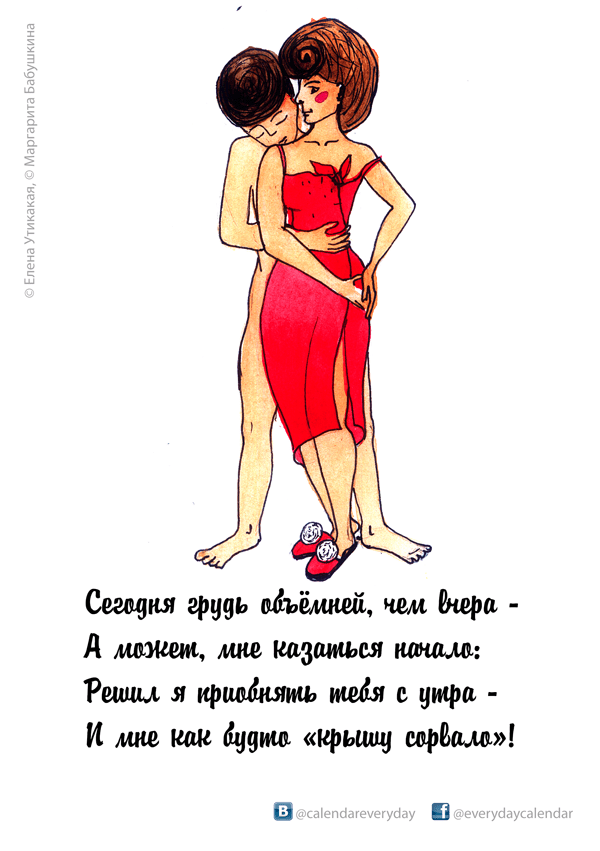 © Елена Утикакая, © Маргарита Бабушкина
Сегодня грудь объёмней, чем вчера -
А может, мне казаться начало:
Решил я приобнять тебя с утра -
И мне как будто «крышу сорвало»!
B @calendareveryday f @everydaycalendar